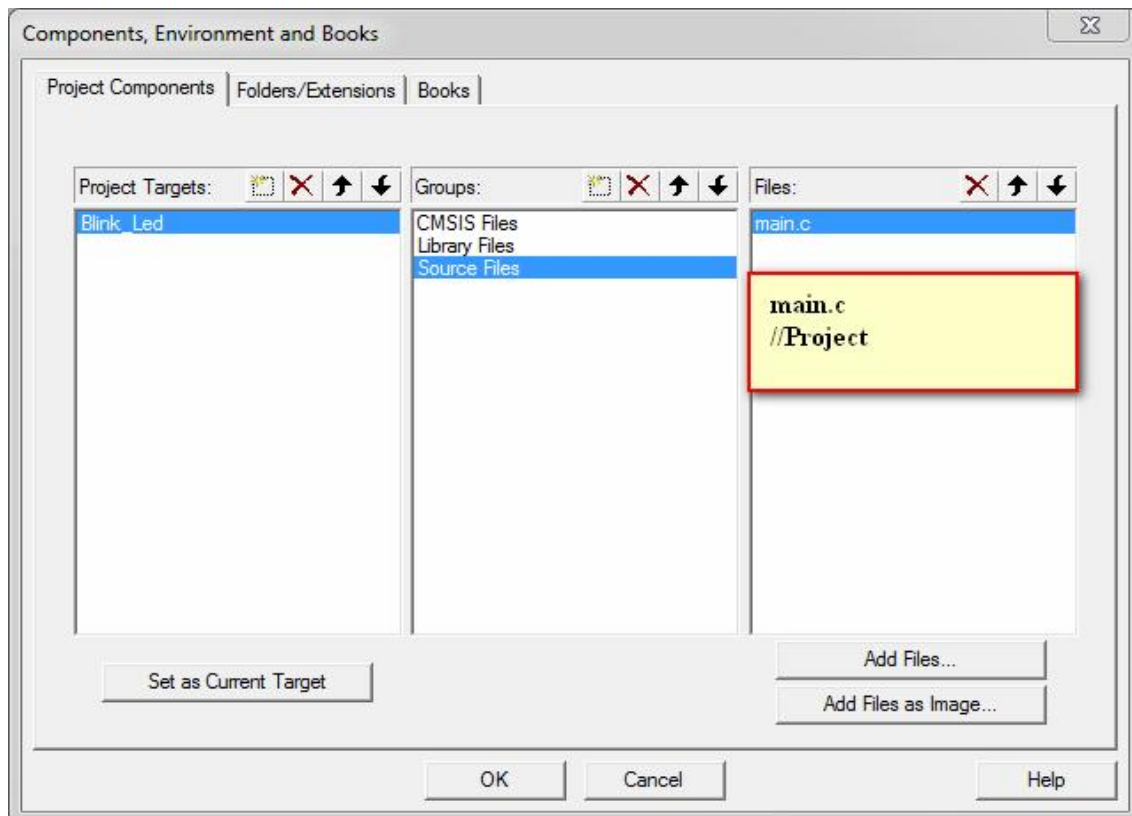 Components, Environment and Books
Project Components
Folders/Extensions
Books
Project Targets:
Blink_Led
Groups:
CMSIS Files
Library Files
Source Files
Files:
main.c
main.c
//Project
Set as Current Target
Add Files...
Add Files as Image...
OK
Cancel
Help